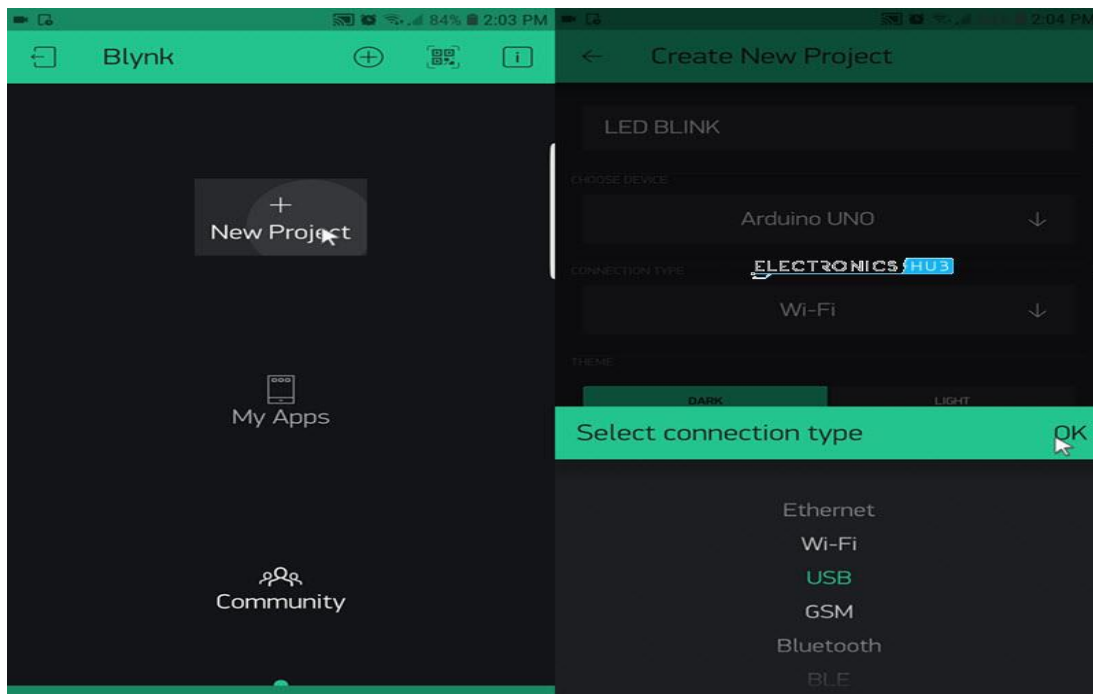 84% 2:03 PM
Blynk
i
+
New Project
My Apps
Community
2:04 PM
Create New Project
LED BLINK
CHOOSE DEVICE
Arduino UNO
CONNECTION TYPE
ELECTRONICS HUB
Wi-Fi
THEME
DARK LIGHT
Select connection type OK
Ethernet
Wi-Fi
USB
GSM
Bluetooth
BLE